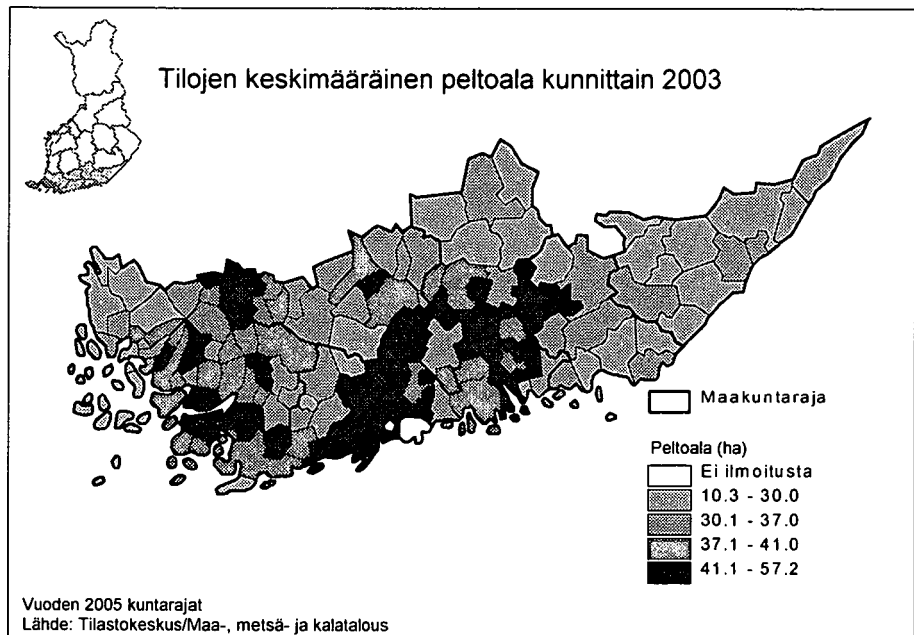 Tilojen keskimääräinen peltoala kunnittain 2003
Maakuntaraja
Peltoala (ha)
Ei ilmoitusta
10.3 - 30.0
30.1 - 37.0
37.1 - 41.0
41.1 - 57.2
Vuoden 2005 kuntarajat
Lähde: Tilastokeskus/Maa-, metsä- ja kalatalous